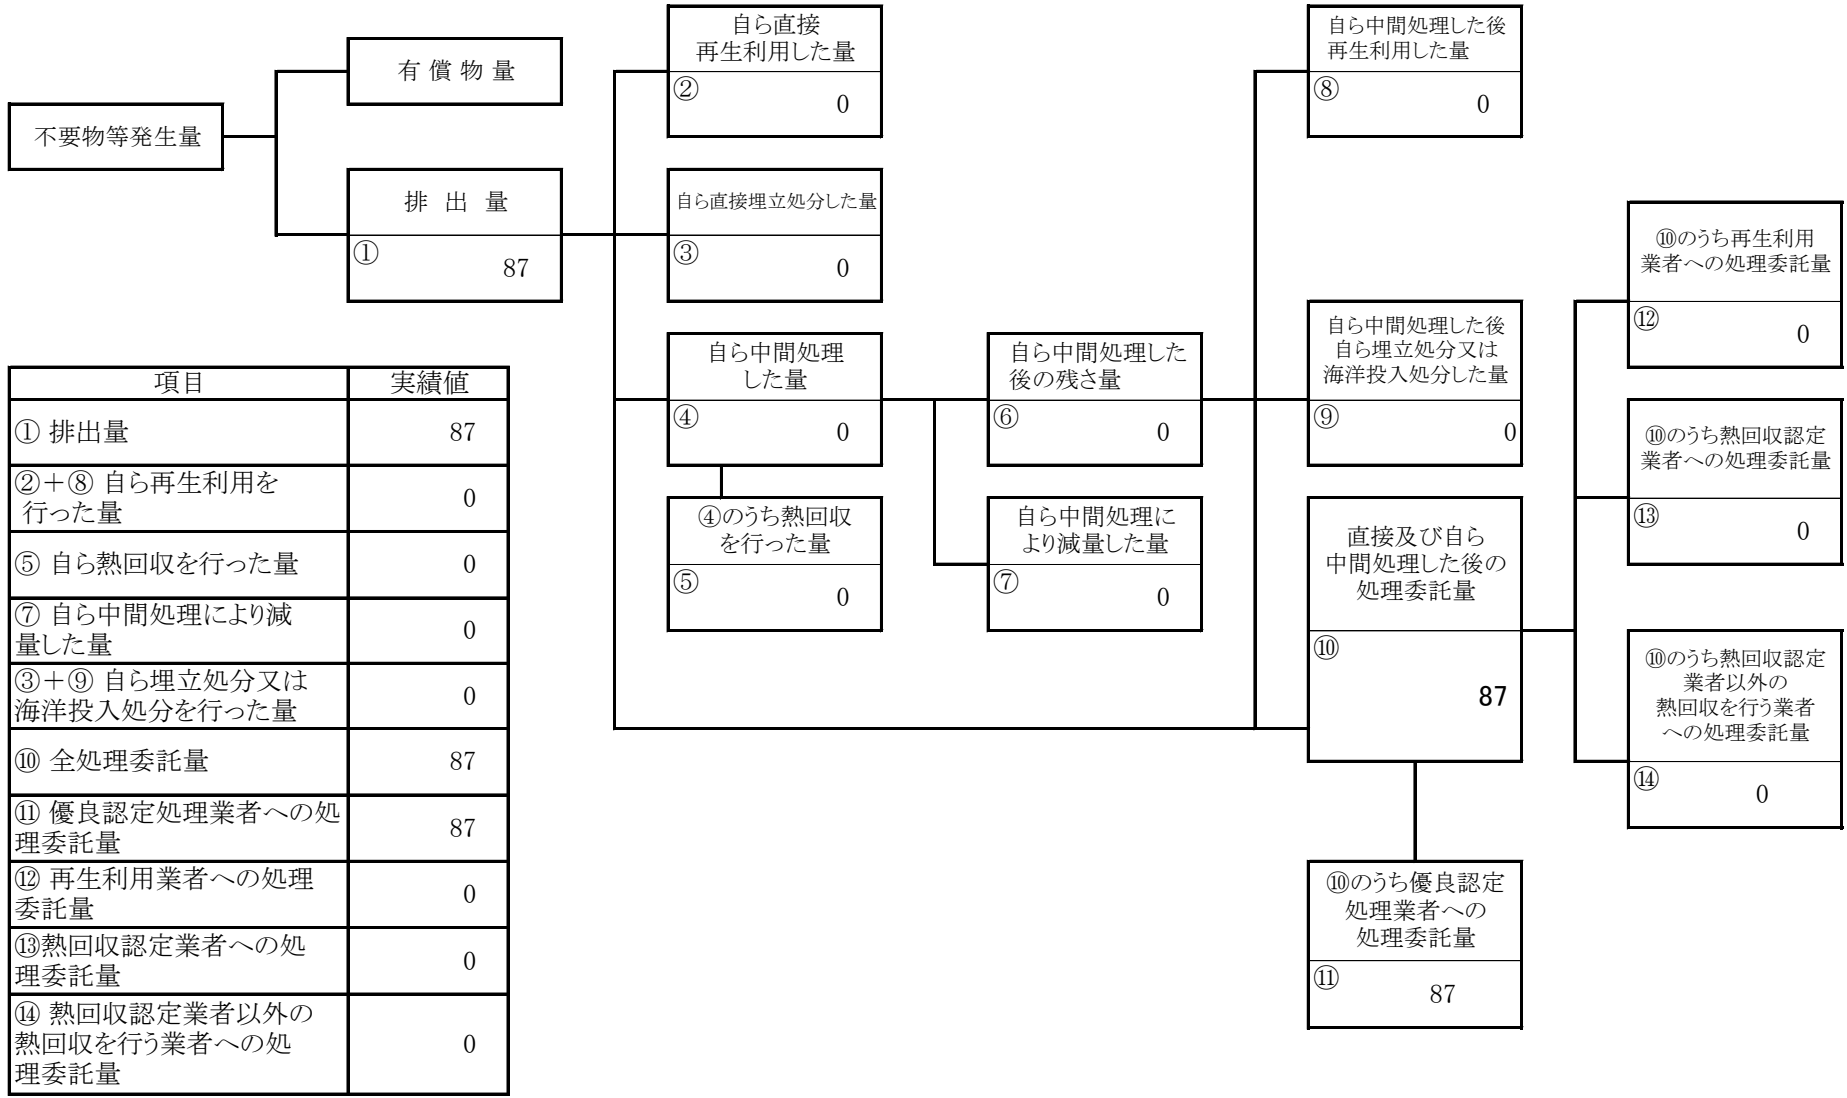 不要物等発生量
有 償 物 量
排 出 量
①
87
自ら直接
再生利用した量
②
0
自ら直接埋立処分した量
③
0
自ら中間処理
した量
④
0
④のうち熱回収
を行った量
⑤
0
自ら中間処理した
後の残さ量
⑥
0
自ら中間処理に
より減量した量
⑦
0
自ら中間処理した後
再生利用した量
⑧
0
自ら中間処理した後
自ら埋立処分又は
海洋投入処分した量
⑨
0
直接及び自ら
中間処理した後の
処理委託量
⑩
87
⑩のうち優良認定
処理業者への
処理委託量
⑪
87
⑩のうち再生利用
業者への処理委託量
⑫
0
⑩のうち熱回収認定
業者への処理委託量
⑬
0
⑩のうち熱回収認定
業者以外の
熱回収を行う業者
への処理委託量
⑭
0
項目 実績値
① 排出量 87
②＋⑧ 自ら再生利用を
行った量 0
⑤ 自ら熱回収を行った量 0
⑦ 自ら中間処理により減
量した量 0
③＋⑨ 自ら埋立処分又は
海洋投入処分を行った量 0
⑩ 全処理委託量 87
⑪ 優良認定処理業者への処
理委託量 87
⑫ 再生利用業者への処理
委託量 0
⑬熱回収認定業者への処
理委託量 0
⑭ 熱回収認定業者以外の
熱回収を行う業者への処
理委託量 0